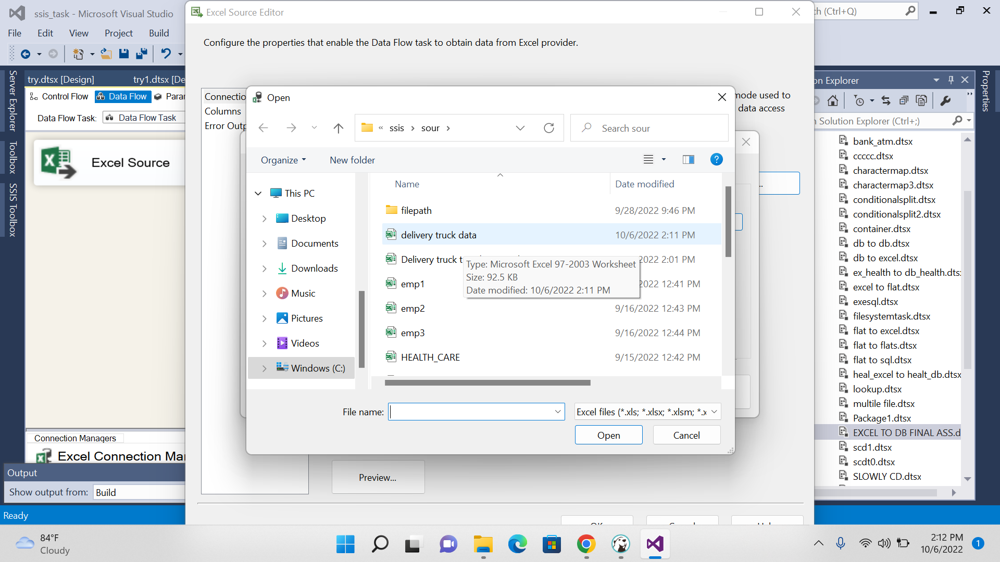 ssis_task - Microsoft Visual Studio
Excel Source Editor
ch (Ctrl+Q)
File Edit View Project Build
Configure the properties that enable the Data Flow task to obtain data from Excel provider.
Server Explorer
Toolbox
SSIS Toolbox
try.dtsx [Design] try1.dtsx [De
Control Flow Data Flow Paran
Data Flow Task: Data Flow Task
Excel Source
Connection Managers
Excel Connection Mar
Output
Show output from: Build
Ready
Connectio
Columns
Error Outp
mode used to
data access
Open
« ssis › sour ›
Search sour
Organize New folder
This PC
Desktop
Documents
Downloads
Music
Pictures
Videos
Windows (C:)
Name Date modified
filepath 9/28/2022 9:46 PM
delivery truck data 10/6/2022 2:11 PM
Delivery truck t 2022 2:01 PM
emp1 2022 12:41 PM
emp2 9/16/2022 12:43 PM
emp3 9/16/2022 12:44 PM
HEALTH_CARE 9/15/2022 12:42 PM
Type: Microsoft Excel 97-2003 Worksheet
Size: 92.5 KB
Date modified: 10/6/2022 2:11 PM
File name: Excel files (*.xls; *.xlsx; *.xlsm; *.x
Open Cancel
..
Preview...
on Explorer
Properties
Solution Explorer (Ctrl+;)
bank_atm.dtsx
ccccc.dtsx
charactermap.dtsx
charactermap3.dtsx
conditionalsplit.dtsx
conditionalsplit2.dtsx
container.dtsx
db to db.dtsx
db to excel.dtsx
ex_health to db_health.dts
excel to flat.dtsx
exesql.dtsx
filesystemtask.dtsx
flat to excel.dtsx
flat to flats.dtsx
flat to sql.dtsx
heal_excel to healt_db.dtsx
lookup.dtsx
multile file.dtsx
Package1.dtsx
EXCEL TO DB FINAL ASS.d
scd1.dtsx
scdt0.dtsx
SLOWLY CD.dtsx
84°F
Cloudy
2:12 PM
10/6/2022
1